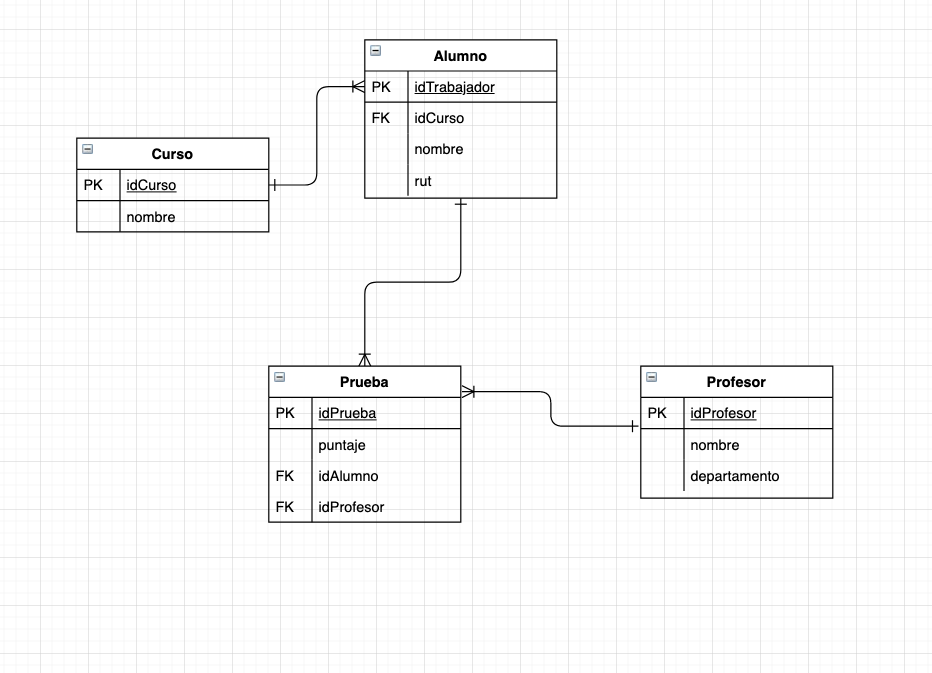 Alumno
PK idTrabajador
FK idCurso
nombre
rut
Curso
PK idCurso
nombre
Prueba
PK idPrueba
puntaje
FK idAlumno
FK idProfesor
Profesor
PK idProfesor
nombre
departamento